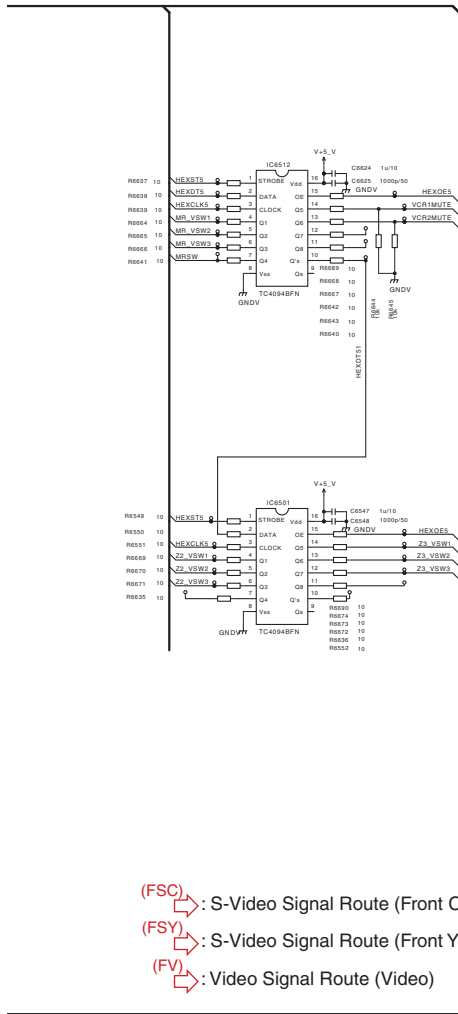 V+5_V
IC6512
C6624 1u/10
C6625 1000p/50
GNDV
R6637 10 HEXST5 1 STROBE Vdd 16
R6638 10 HEXDT5 2 DATA OE 15 HEXOE5
R6639 10 HEXCLK5 3 CLOCK Q5 14 VCR1MUTE
R6664 10 MR_VSW1 4 Q1 Q6 13 VCR2MUTE
R6665 10 MR_VSW2 5 Q2 Q7 12
R6666 10 MR_VSW3 6 Q3 Q8 11
R6641 10 MRSW 7 Q4 Q's 10
8 Vss Qs 9
GNDV
TC4094BFN
R6689 10
R6668 10
R6667 10
R6642 10
R6643 10
R6640 10
R6644 10k
R6645 10k
GNDV
HEXDT51
V+5_V
IC6501
C6547 1u/10
C6548 1000p/50
GNDV
R6549 10 HEXST5 1 STROBE Vdd 16
R6550 10 2 DATA OE 15 HEXOE5
R6551 10 HEXCLK5 3 CLOCK Q5 14 Z3_VSW1
R6669 10 Z2_VSW1 4 Q1 Q6 13 Z3_VSW2
R6670 10 Z2_VSW2 5 Q2 Q7 12 Z3_VSW3
R6671 10 Z2_VSW3 6 Q3 Q8 11
R6635 10 7 Q4 Q's 10
8 Vss Qs 9
GNDV
TC4094BFN
R6690 10
R6674 10
R6673 10
R6672 10
R6636 10
R6552 10
(FSC) : S-Video Signal Route (Front C
(FSY) : S-Video Signal Route (Front Y
(FV) : Video Signal Route (Video)